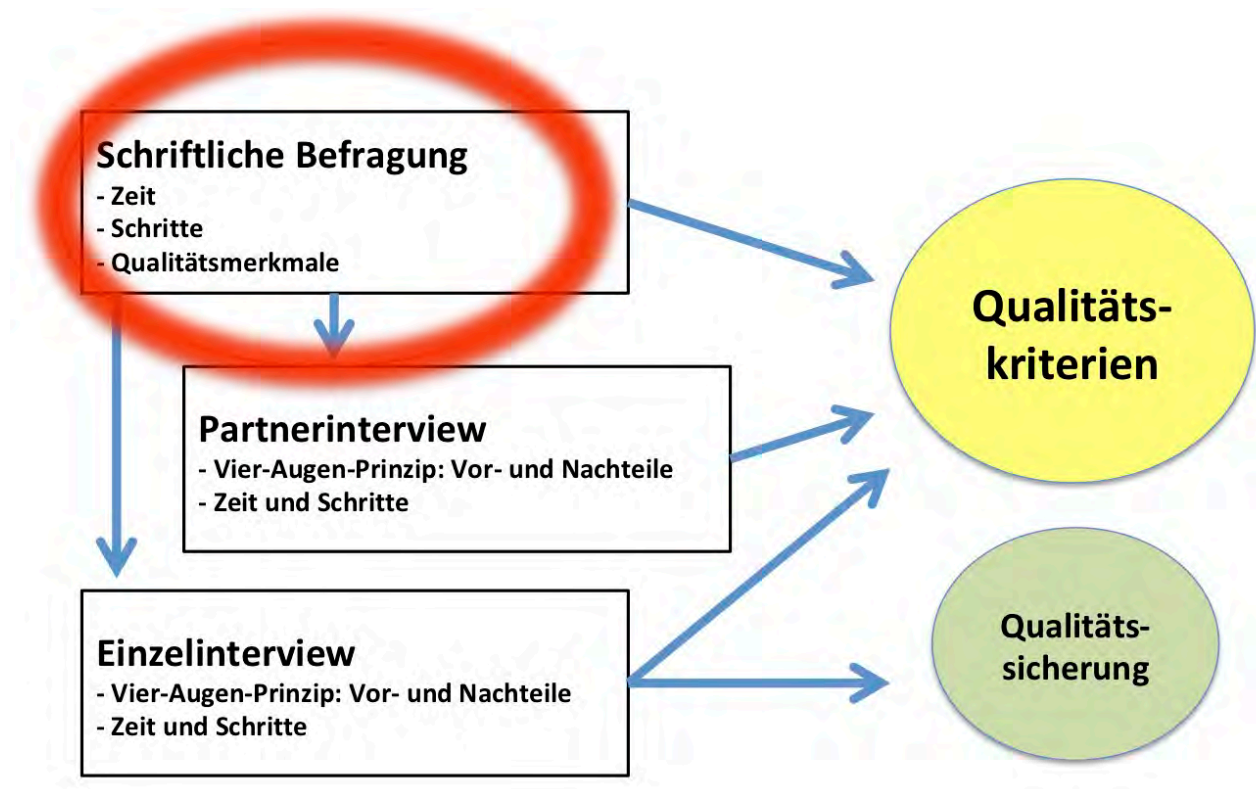 Schriftliche Befragung
- Zeit
- Schritte
- Qualitätsmerkmale
Partnerinterview
- Vier-Augen-Prinzip: Vor- und Nachteile
- Zeit und Schritte
Einzelinterview
- Vier-Augen-Prinzip: Vor- und Nachteile
- Zeit und Schritte
Qualitäts-
kriterien
Qualitäts-
sicherung